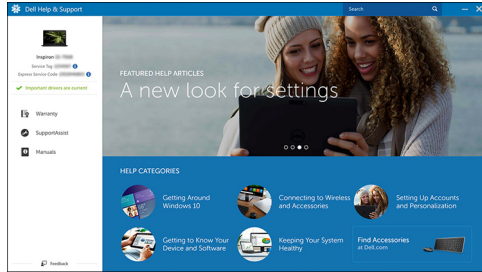 Dell Help & Support
Search
Inspiron
Service Tag
Express Service Code
Important drivers are current
Warranty
SupportAssist
Manuals
Feedback
FEATURED HELP ARTICLES
A new look for settings
HELP CATEGORIES
Getting Around
Windows 10
Connecting to Wireless
and Accessories
Setting Up Accounts
and Personalization
Getting to Know Your
Device and Software
Keeping Your System
Healthy
Find Accessories
at Dell.com